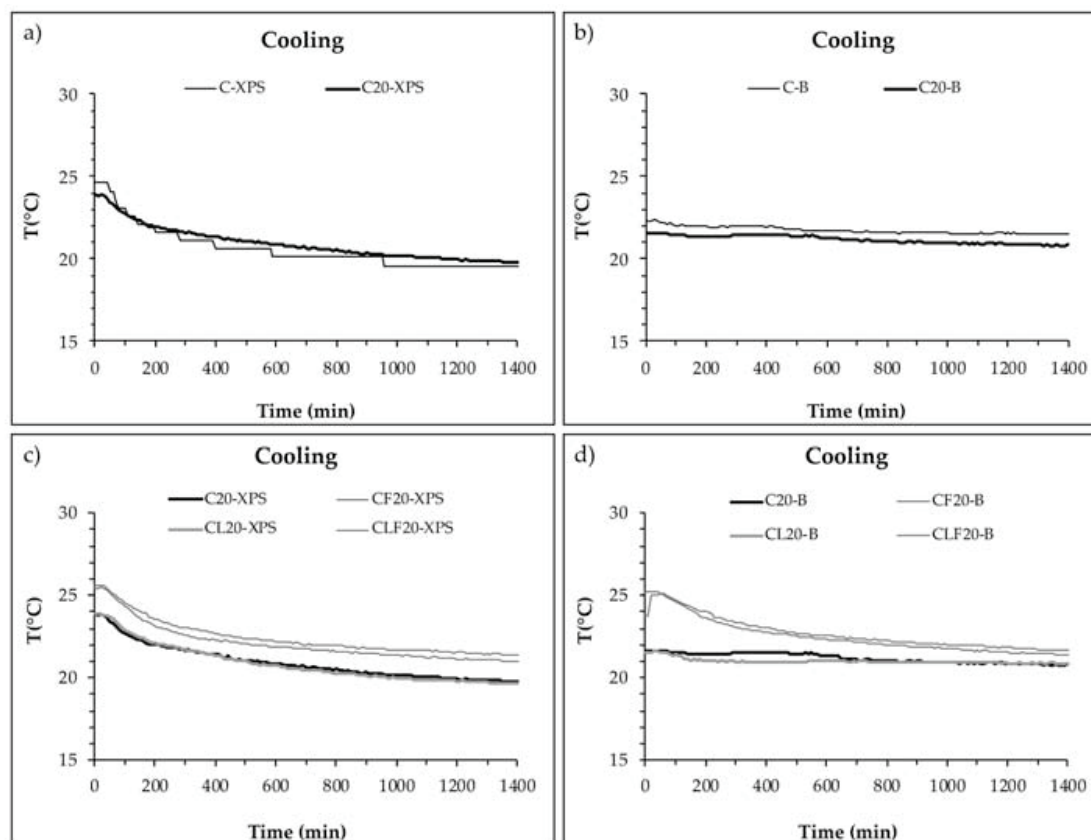 a)
Cooling
C-XPS C20-XPS
30
25
20
15
T(°C)
0 200 400 600 800 1000 1200 1400
Time (min)
b)
Cooling
C-B C20-B
30
25
20
15
T(°C)
0 200 400 600 800 1000 1200 1400
Time (min)
c)
Cooling
C20-XPS CF20-XPS
CL20-XPS CLF20-XPS
30
25
20
15
T(°C)
0 200 400 600 800 1000 1200 1400
Time (min)
d)
Cooling
C20-B CF20-B
CL20-B CLF20-B
30
25
20
15
T(°C)
0 200 400 600 800 1000 1200 1400
Time (min)